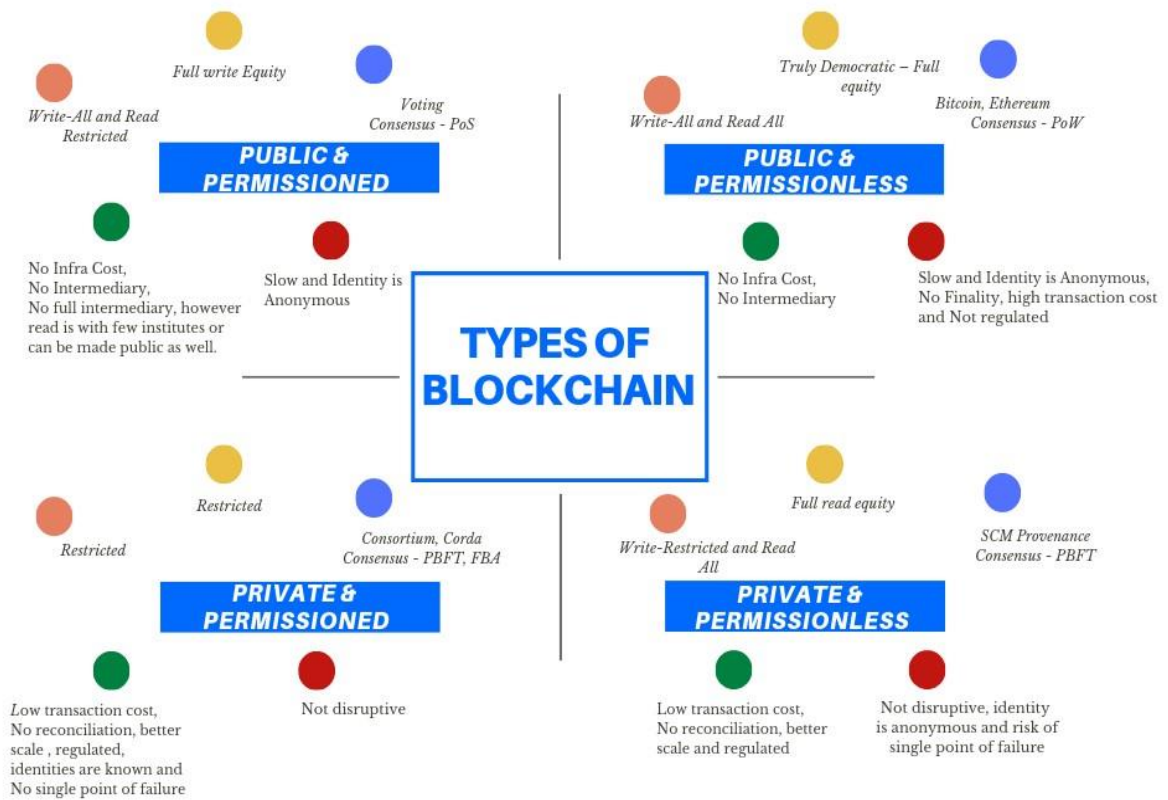 Full write Equity
Write-All and Read
Restricted
Voting
Consensus - PoS
PUBLIC &
PERMISSIONED
No Infra Cost,
No Intermediary,
No full intermediary, however
read is with few institutes or
can be made public as well.
Slow and Identity is
Anonymous
Truly Democratic – Full
equity
Write-All and Read All
Bitcoin, Ethereum
Consensus - PoW
PUBLIC &
PERMISSIONLESS
No Infra Cost,
No Intermediary
Slow and Identity is Anonymous,
No Finality, high transaction cost
and Not regulated
TYPES OF
BLOCKCHAIN
Restricted
Restricted
Consortium, Corda
Consensus - PBFT, FBA
PRIVATE &
PERMISSIONED
Low transaction cost,
No reconciliation, better
scale , regulated,
identities are known and
No single point of failure
Not disruptive
Full read equity
Write-Restricted and Read
All
SCM Provenance
Consensus - PBFT
PRIVATE &
PERMISSIONLESS
Low transaction cost,
No reconciliation, better
scale and regulated
Not disruptive, identity
is anonymous and risk of
single point of failure